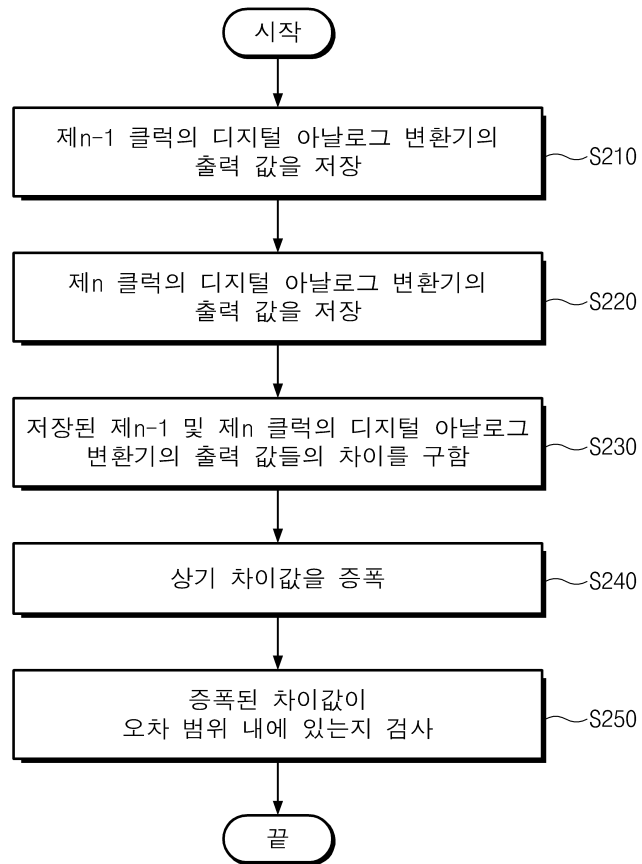 시작
제n-1 클럭의 디지털 아날로그 변환기의
출력 값을 저장
S210
제n 클럭의 디지털 아날로그 변환기의
출력 값을 저장
S220
저장된 제n-1 및 제n 클럭의 디지털 아날로그
변환기의 출력 값들의 차이를 구함
S230
상기 차이값을 증폭
S240
증폭된 차이값이
오차 범위 내에 있는지 검사
S250
끝